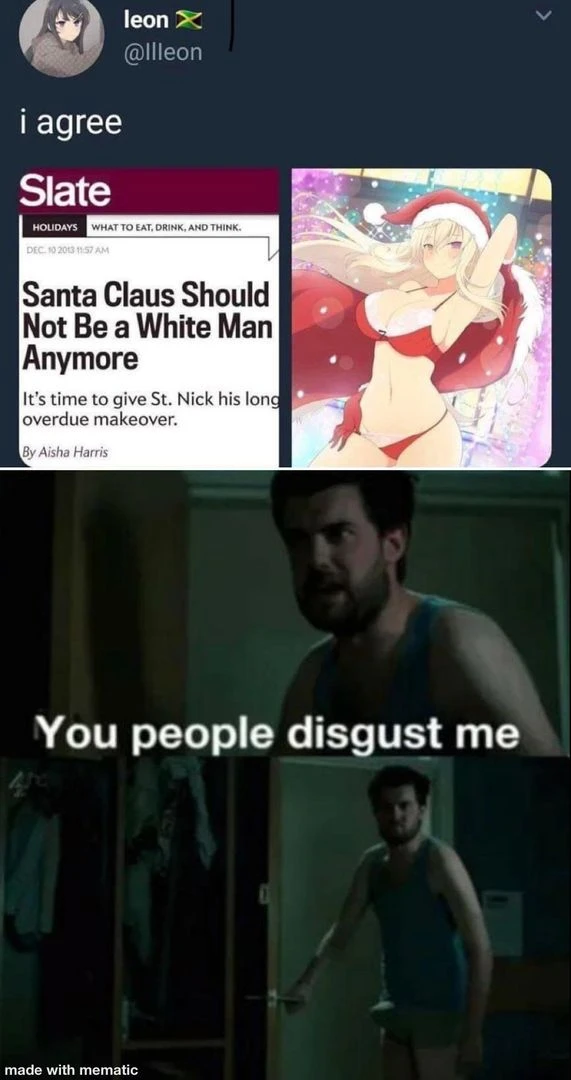 leon 🇯🇲
@Illeon
i agree
Slate
HOLIDAYS WHAT TO EAT, DRINK, AND THINK.
DEC. 10 2013 11:57 AM
Santa Claus Should
Not Be a White Man
Anymore
It's time to give St. Nick his long
overdue makeover.
By Aisha Harris
You people disgust me
4
made with mematic